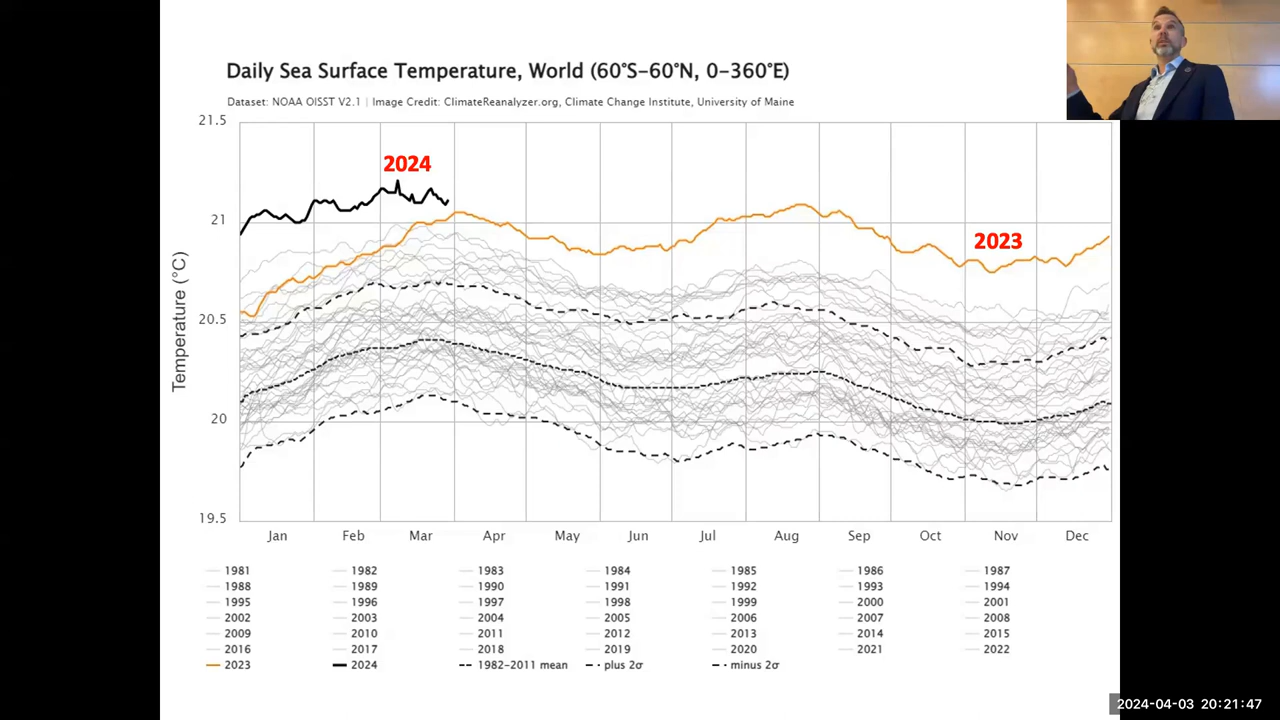 Daily Sea Surface Temperature, World (60°S–60°N, 0–360°E)
Dataset: NOAA OISST V2.1 | Image Credit: ClimateReanalyzer.org, Climate Change Institute, University of Maine
21.5
2024
21
2023
Temperature (°C)
20.5
20
19.5
Jan Feb Mar Apr May Jun Jul Aug Sep Oct Nov Dec
1981 1982 1983 1984 1985 1986 1987
1988 1989 1990 1991 1992 1993 1994
1995 1996 1997 1998 1999 2000 2001
2002 2003 2004 2005 2006 2007 2008
2009 2010 2011 2012 2013 2014 2015
2016 2017 2018 2019 2020 2021 2022
2023 2024 1982–2011 mean plus 2σ minus 2σ
2024-04-03 20:21:47